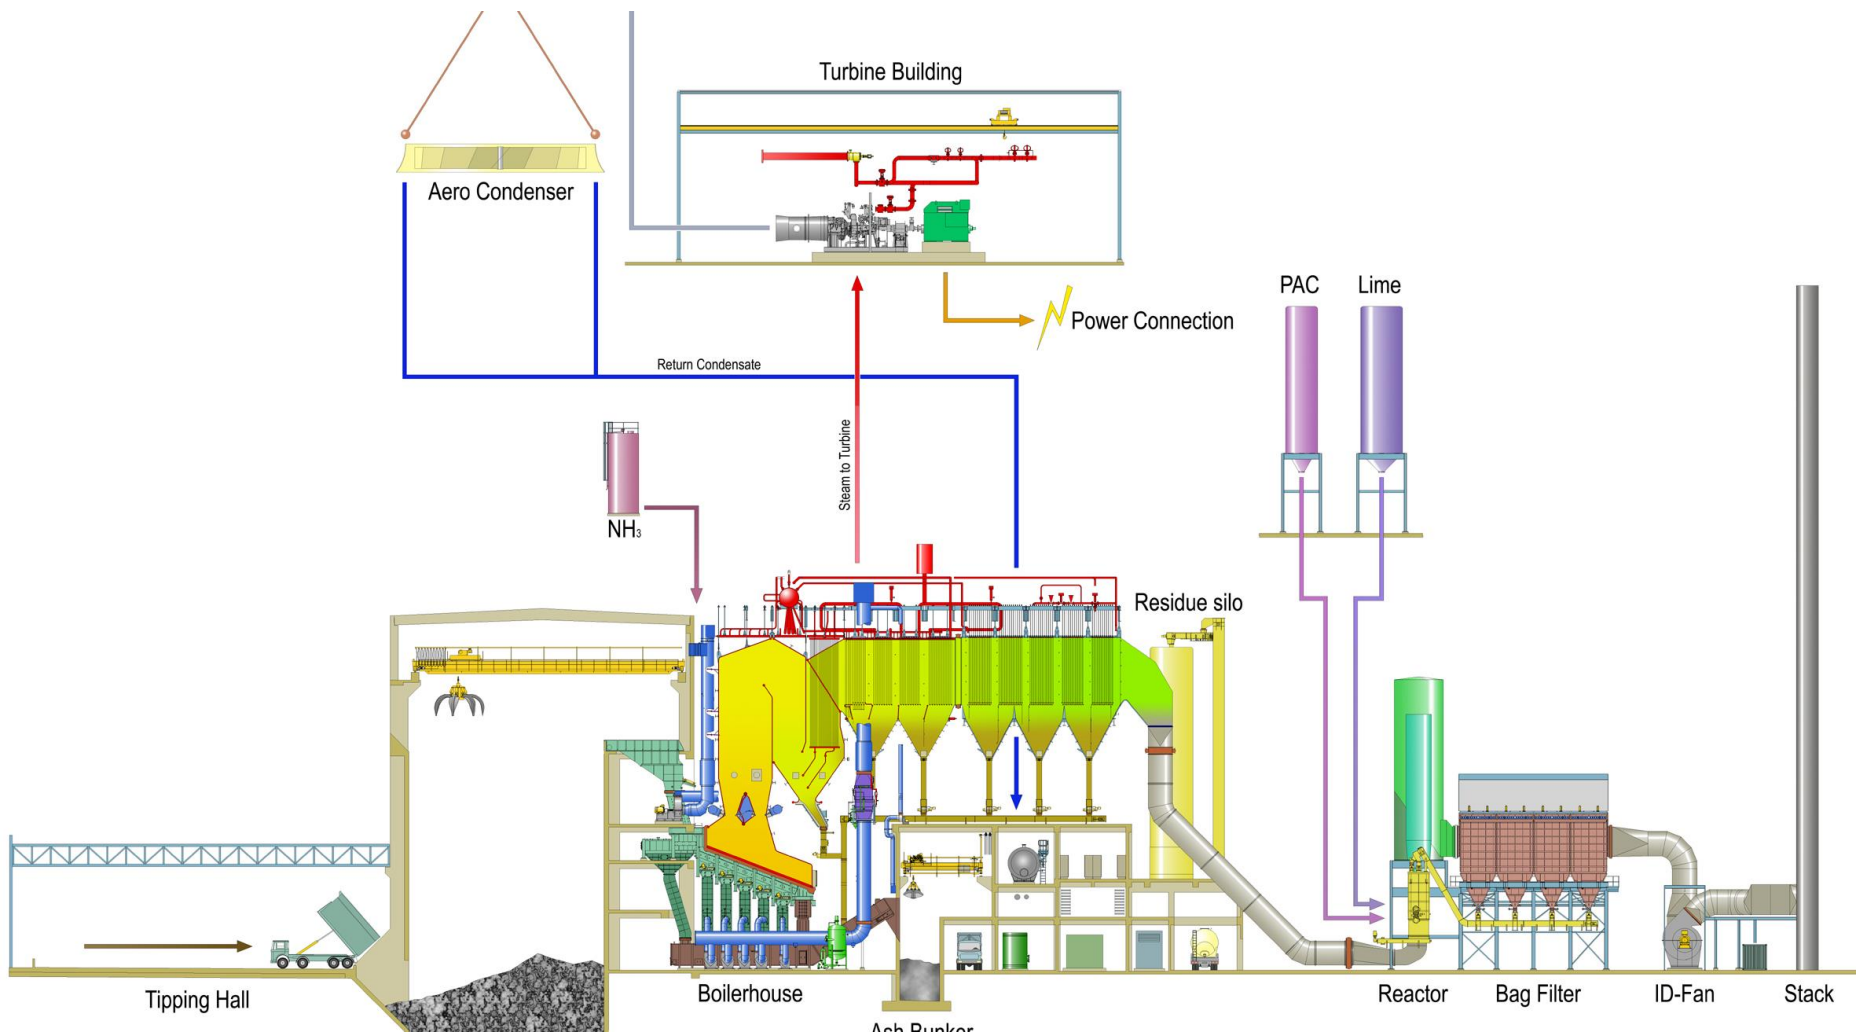 Turbine Building
Aero Condenser
PAC
Lime
Power Connection
Return Condensate
Steam to Turbine
NH₃
Residue silo
Tipping Hall
Boilerhouse
Reactor
Bag Filter
ID-Fan
Stack
Ash Bunker